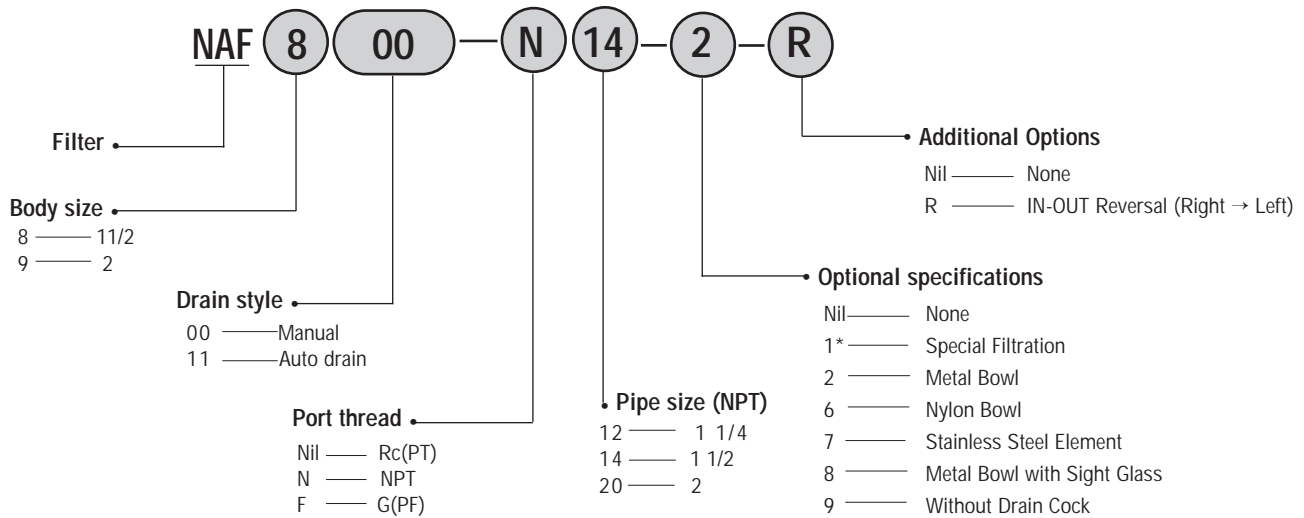 NAF 8 00 — N 14 — 2 — R
Filter
Body size
8 —— 11/2
9 —— 2
Drain style
00 —— Manual
11 —— Auto drain
Port thread
Nil —— Rc(PT)
N —— NPT
F —— G(PF)
Pipe size (NPT)
12 —— 1 1/4
14 —— 1 1/2
20 —— 2
Additional Options
Nil —— None
R —— IN-OUT Reversal (Right → Left)
Optional specifications
Nil —— None
1* —— Special Filtration
2 —— Metal Bowl
6 —— Nylon Bowl
7 —— Stainless Steel Element
8 —— Metal Bowl with Sight Glass
9 —— Without Drain Cock